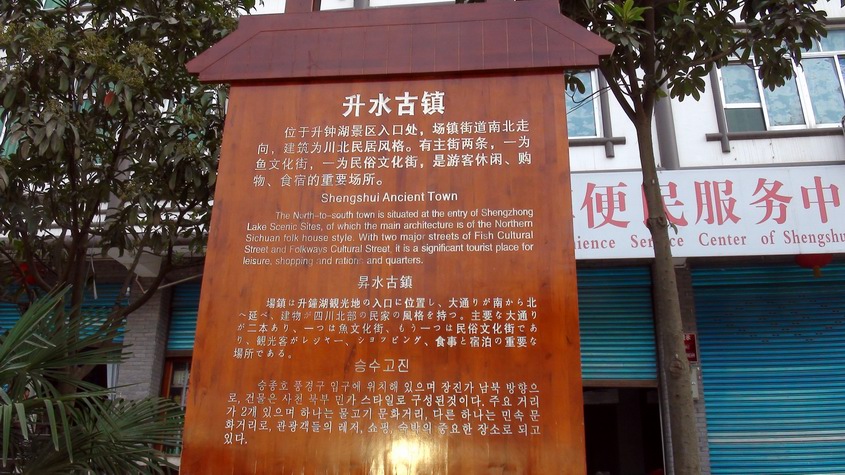 升水古镇
位于升钟湖景区入口处，场镇街道南北走
向，建筑为川北民居风格。有主街两条，一为
鱼文化街，一为民俗文化街，是游客休闲、购
物、食宿的重要场所。
Shengshui Ancient Town
The North-to-south town is situated at the entry of Shengzhong
Lake Scenic Sites, of which the main architecture is of the Northern
Sichuan folk house style. With two major streets of Fish Cultural
Street and Folkways Cultural Street, it is a significant tourist place for
leisure, shopping and rations and quarters.
昇水古鎮
場鎮は升鐘湖観光地の入口に位置し、大通りが南から北
へ延べ、建物が四川北部の民家の風格を持つ。主要な大通り
が二本あり、一つは魚文化街、もう一つは民俗文化街であ
り、観光客がレジャー、ショッピング、食事と宿泊の重要な
場所である。
승수고진
승종호 풍경구 입구에 위치해 있으며 장진가 남북 방향으
로, 건물은 사천 북부 민가 스타일로 구성된것이다. 주요 거리
가 2개 있으며 하나는 물고기 문화거리, 다른 하나는 민속 문
화거리로, 관광객들의 레저, 쇼핑, 숙박의 중요한 장소로 되고
있다.
便民服务中
ience Service Center of Shengshu